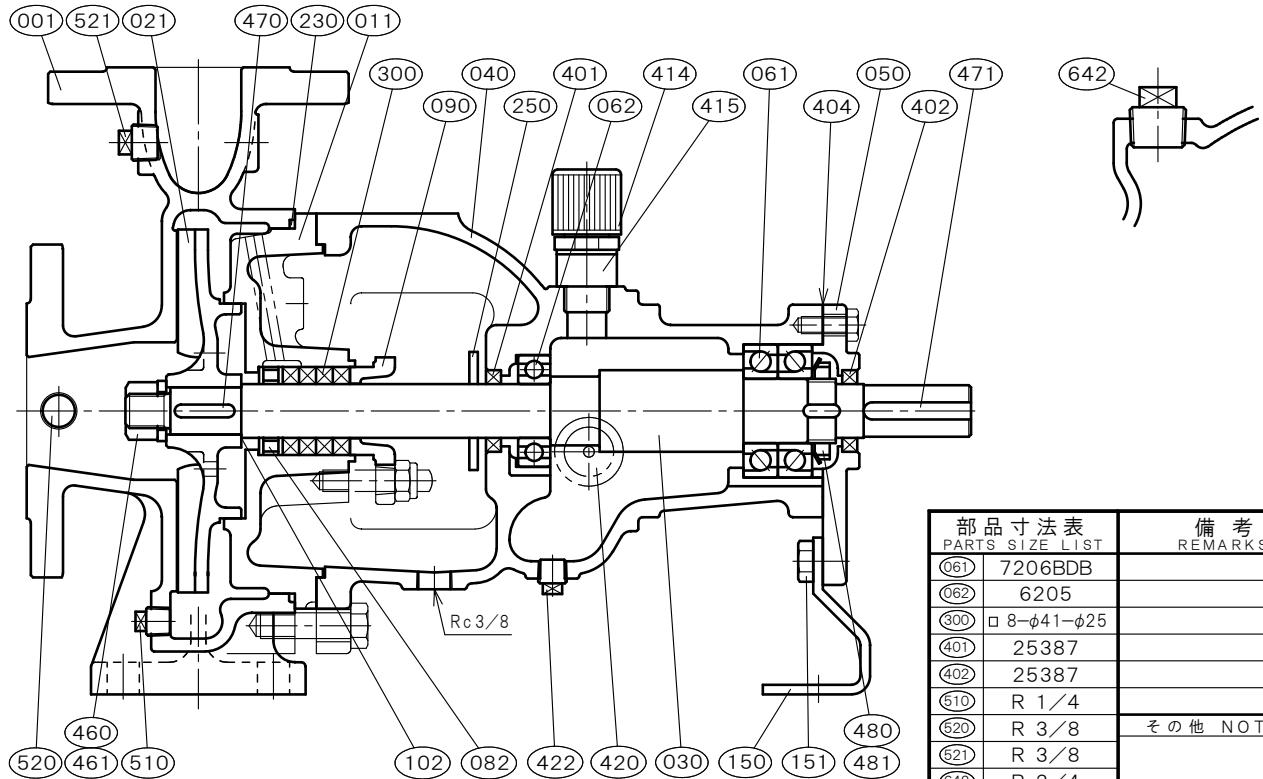 001 521 021 470 230 011
300 040 401 414 061 050 471
642
090 250 062 415 404 402
Rc3/8
部品寸法表
PARTS SIZE LIST
備考
REMARKS
061 7206BDB
062 6205
300 □ 8-φ41-φ25
401 25387
402 25387
510 R 1/4
520 R 3/8
その他 NOT
521 R 3/8
460 480
520 461 510 102 082 422 420 030 150 151 481